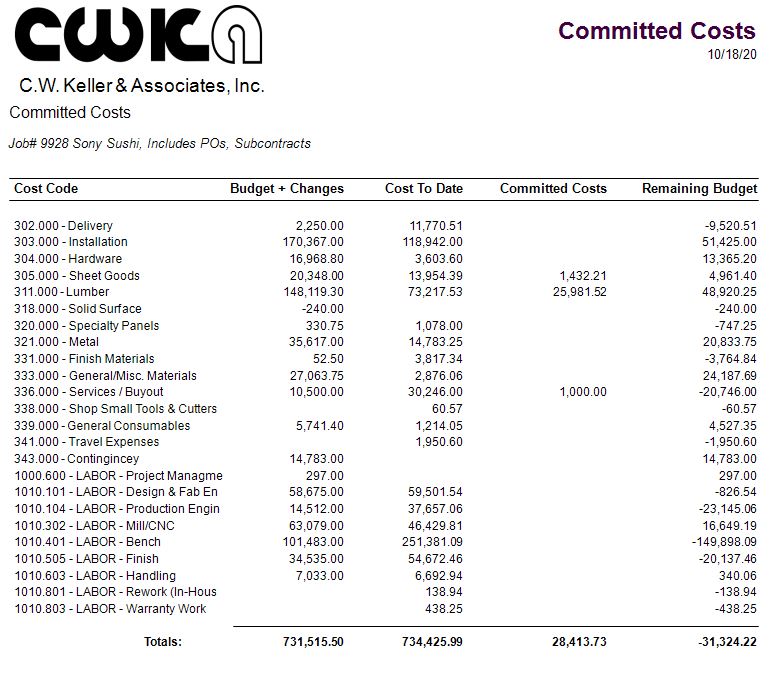 CWKA
Committed Costs
10/18/20
C.W. Keller & Associates, Inc.
Committed Costs
Job# 9928 Sony Sushi, Includes POs, Subcontracts
Cost Code Budget + Changes Cost To Date Committed Costs Remaining Budget
302.000 - Delivery 2,250.00 11,770.51 -9,520.51
303.000 - Installation 170,367.00 118,942.00 51,425.00
304.000 - Hardware 16,968.80 3,603.60 13,365.20
305.000 - Sheet Goods 20,348.00 13,954.39 1,432.21 4,961.40
311.000 - Lumber 148,119.30 73,217.53 25,981.52 48,920.25
318.000 - Solid Surface -240.00 -240.00
320.000 - Specialty Panels 330.75 1,078.00 -747.25
321.000 - Metal 35,617.00 14,783.25 20,833.75
331.000 - Finish Materials 52.50 3,817.34 -3,764.84
333.000 - General/Misc. Materials 27,063.75 2,876.06 24,187.69
336.000 - Services / Buyout 10,500.00 30,246.00 1,000.00 -20,746.00
338.000 - Shop Small Tools & Cutters 60.57 -60.57
339.000 - General Consumables 5,741.40 1,214.05 4,527.35
341.000 - Travel Expenses 1,950.60 -1,950.60
343.000 - Contingincey 14,783.00 14,783.00
1000.600 - LABOR - Project Managme 297.00 297.00
1010.101 - LABOR - Design & Fab En 58,675.00 59,501.54 -826.54
1010.104 - LABOR - Production Engin 14,512.00 37,657.06 -23,145.06
1010.302 - LABOR - Mill/CNC 63,079.00 46,429.81 16,649.19
1010.401 - LABOR - Bench 101,483.00 251,381.09 -149,898.09
1010.505 - LABOR - Finish 34,535.00 54,672.46 -20,137.46
1010.603 - LABOR - Handling 7,033.00 6,692.94 340.06
1010.801 - LABOR - Rework (In-Hous 138.94 -138.94
1010.803 - LABOR - Warranty Work 438.25 -438.25
Totals: 731,515.50 734,425.99 28,413.73 -31,324.22